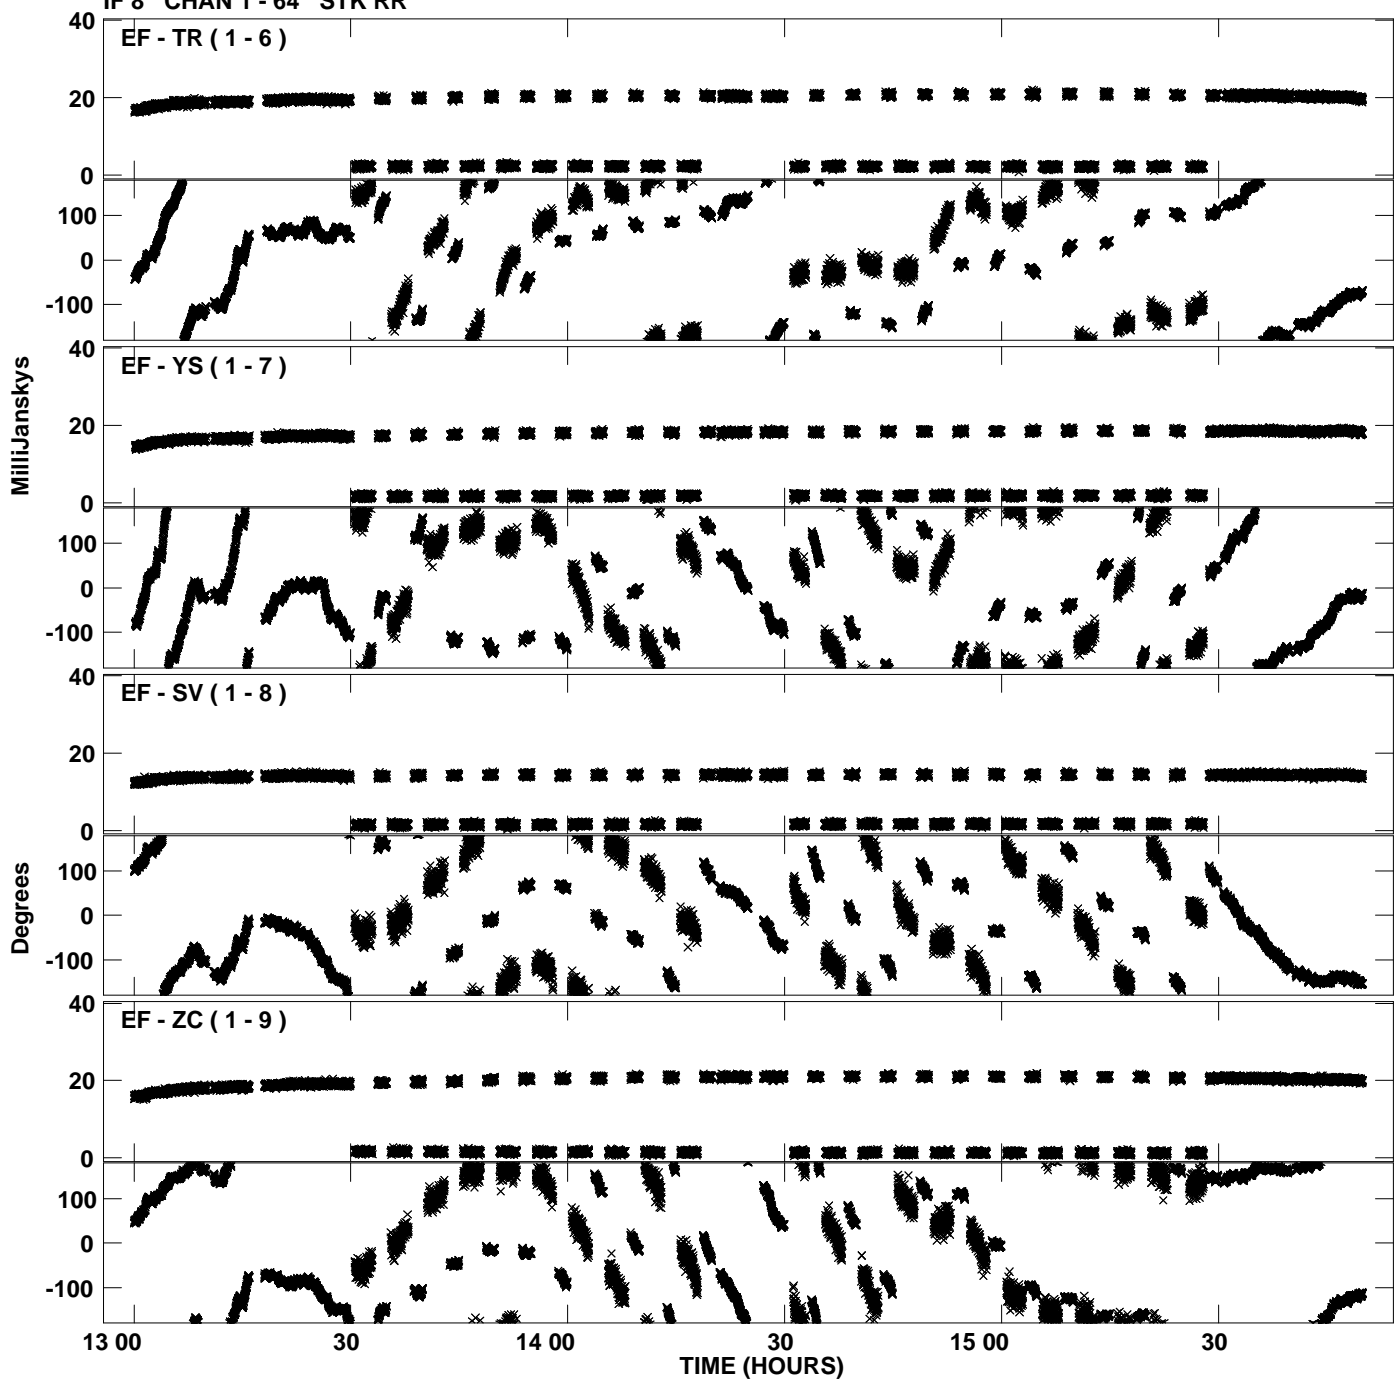 IF 8 CHAN 1 - 64 STK RR
40
EF - TR ( 1 - 6 )
20
0
100
0
-100
40
EF - YS ( 1 - 7 )
20
0
100
0
-100
MilliJanskys
40
EF - SV ( 1 - 8 )
20
0
100
0
-100
Degrees
40
EF - ZC ( 1 - 9 )
20
0
100
0
-100
13 00 30 14 00 30 15 00 30
TIME (HOURS)